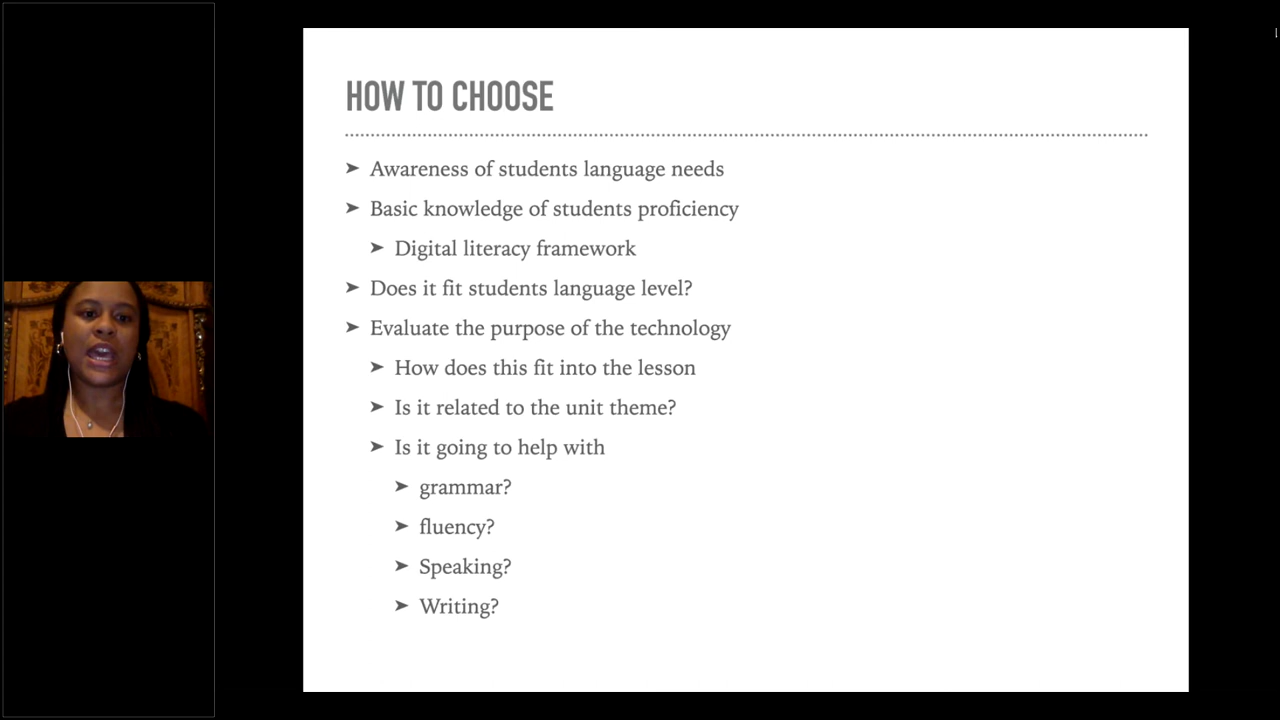 HOW TO CHOOSE
➤ Awareness of students language needs
➤ Basic knowledge of students proficiency
➤ Digital literacy framework
➤ Does it fit students language level?
➤ Evaluate the purpose of the technology
➤ How does this fit into the lesson
➤ Is it related to the unit theme?
➤ Is it going to help with
➤ grammar?
➤ fluency?
➤ Speaking?
➤ Writing?